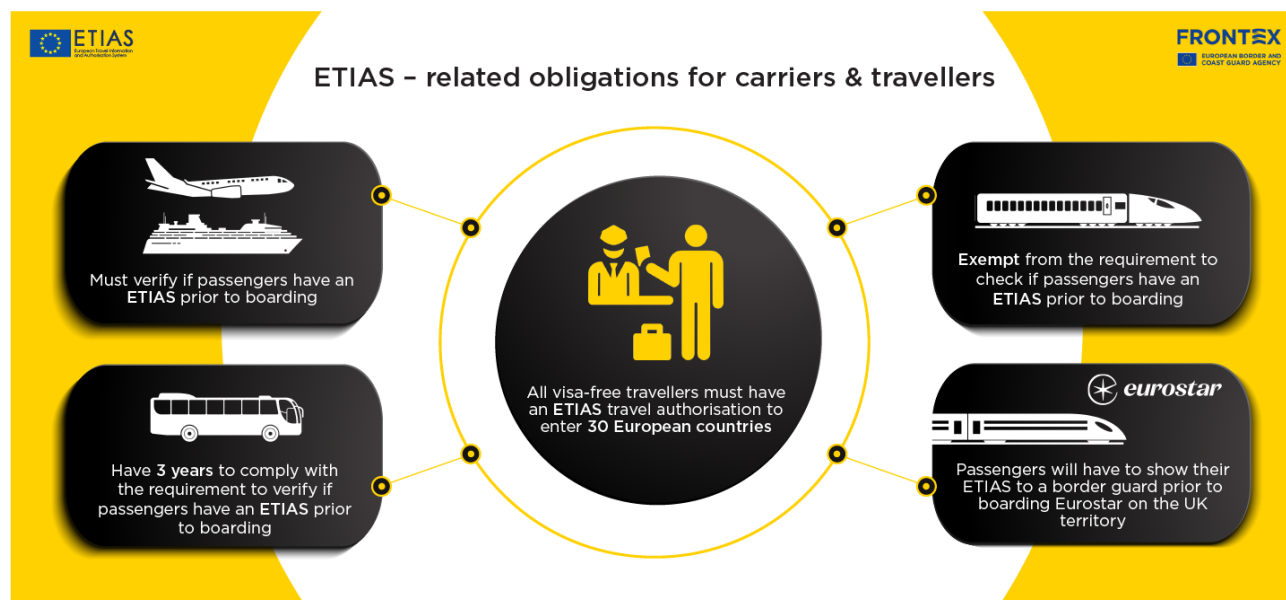 ETIAS
European Travel Information
and Authorisation System
FRONTEX
EUROPEAN BORDER AND
COAST GUARD AGENCY
ETIAS – related obligations for carriers & travellers
Must verify if passengers have an
ETIAS prior to boarding
Have 3 years to comply with
the requirement to verify if
passengers have an ETIAS prior
to boarding
All visa-free travellers must have
an ETIAS travel authorisation to
enter 30 European countries
Exempt from the requirement to
check if passengers have an
ETIAS prior to boarding
eurostar
Passengers will have to show their
ETIAS to a border guard prior to
boarding Eurostar on the UK
territory